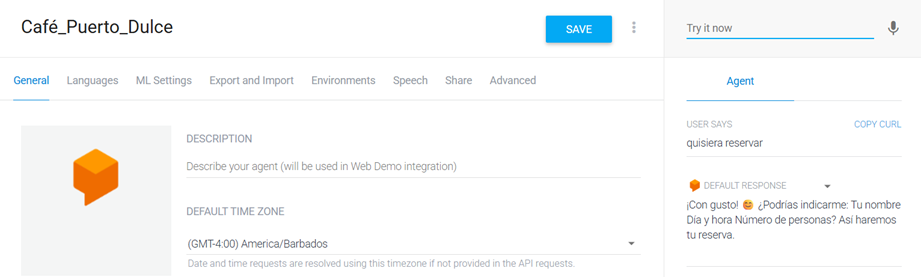 Café_Puerto_Dulce
SAVE
Try it now
General Languages ML Settings Export and Import Environments Speech Share Advanced
Agent
DESCRIPTION
Describe your agent (will be used in Web Demo integration)
DEFAULT TIME ZONE
(GMT-4:00) America/Barbados
Date and time requests are resolved using this timezone if not provided in the API requests.
USER SAYS COPY CURL
quisiera reservar
DEFAULT RESPONSE
¡Con gusto! 😊 ¿Podrías indicarme: Tu nombre
Día y hora Número de personas? Así haremos
tu reserva.